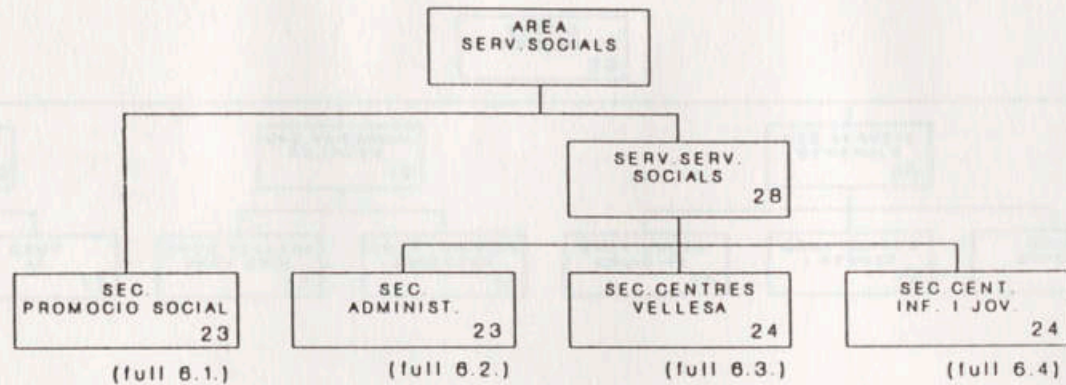 AREA
SERV.SOCIALS
SERV.SERV.
SOCIALS
28
SEC.
PROMOCIO SOCIAL
23
(full 6.1.)
SEC.
ADMINIST.
23
(full 6.2.)
SEC.CENTRES
VELLESA
24
(full 6.3.)
SEC.CENT.
INF. I JOV.
24
(full 6.4)